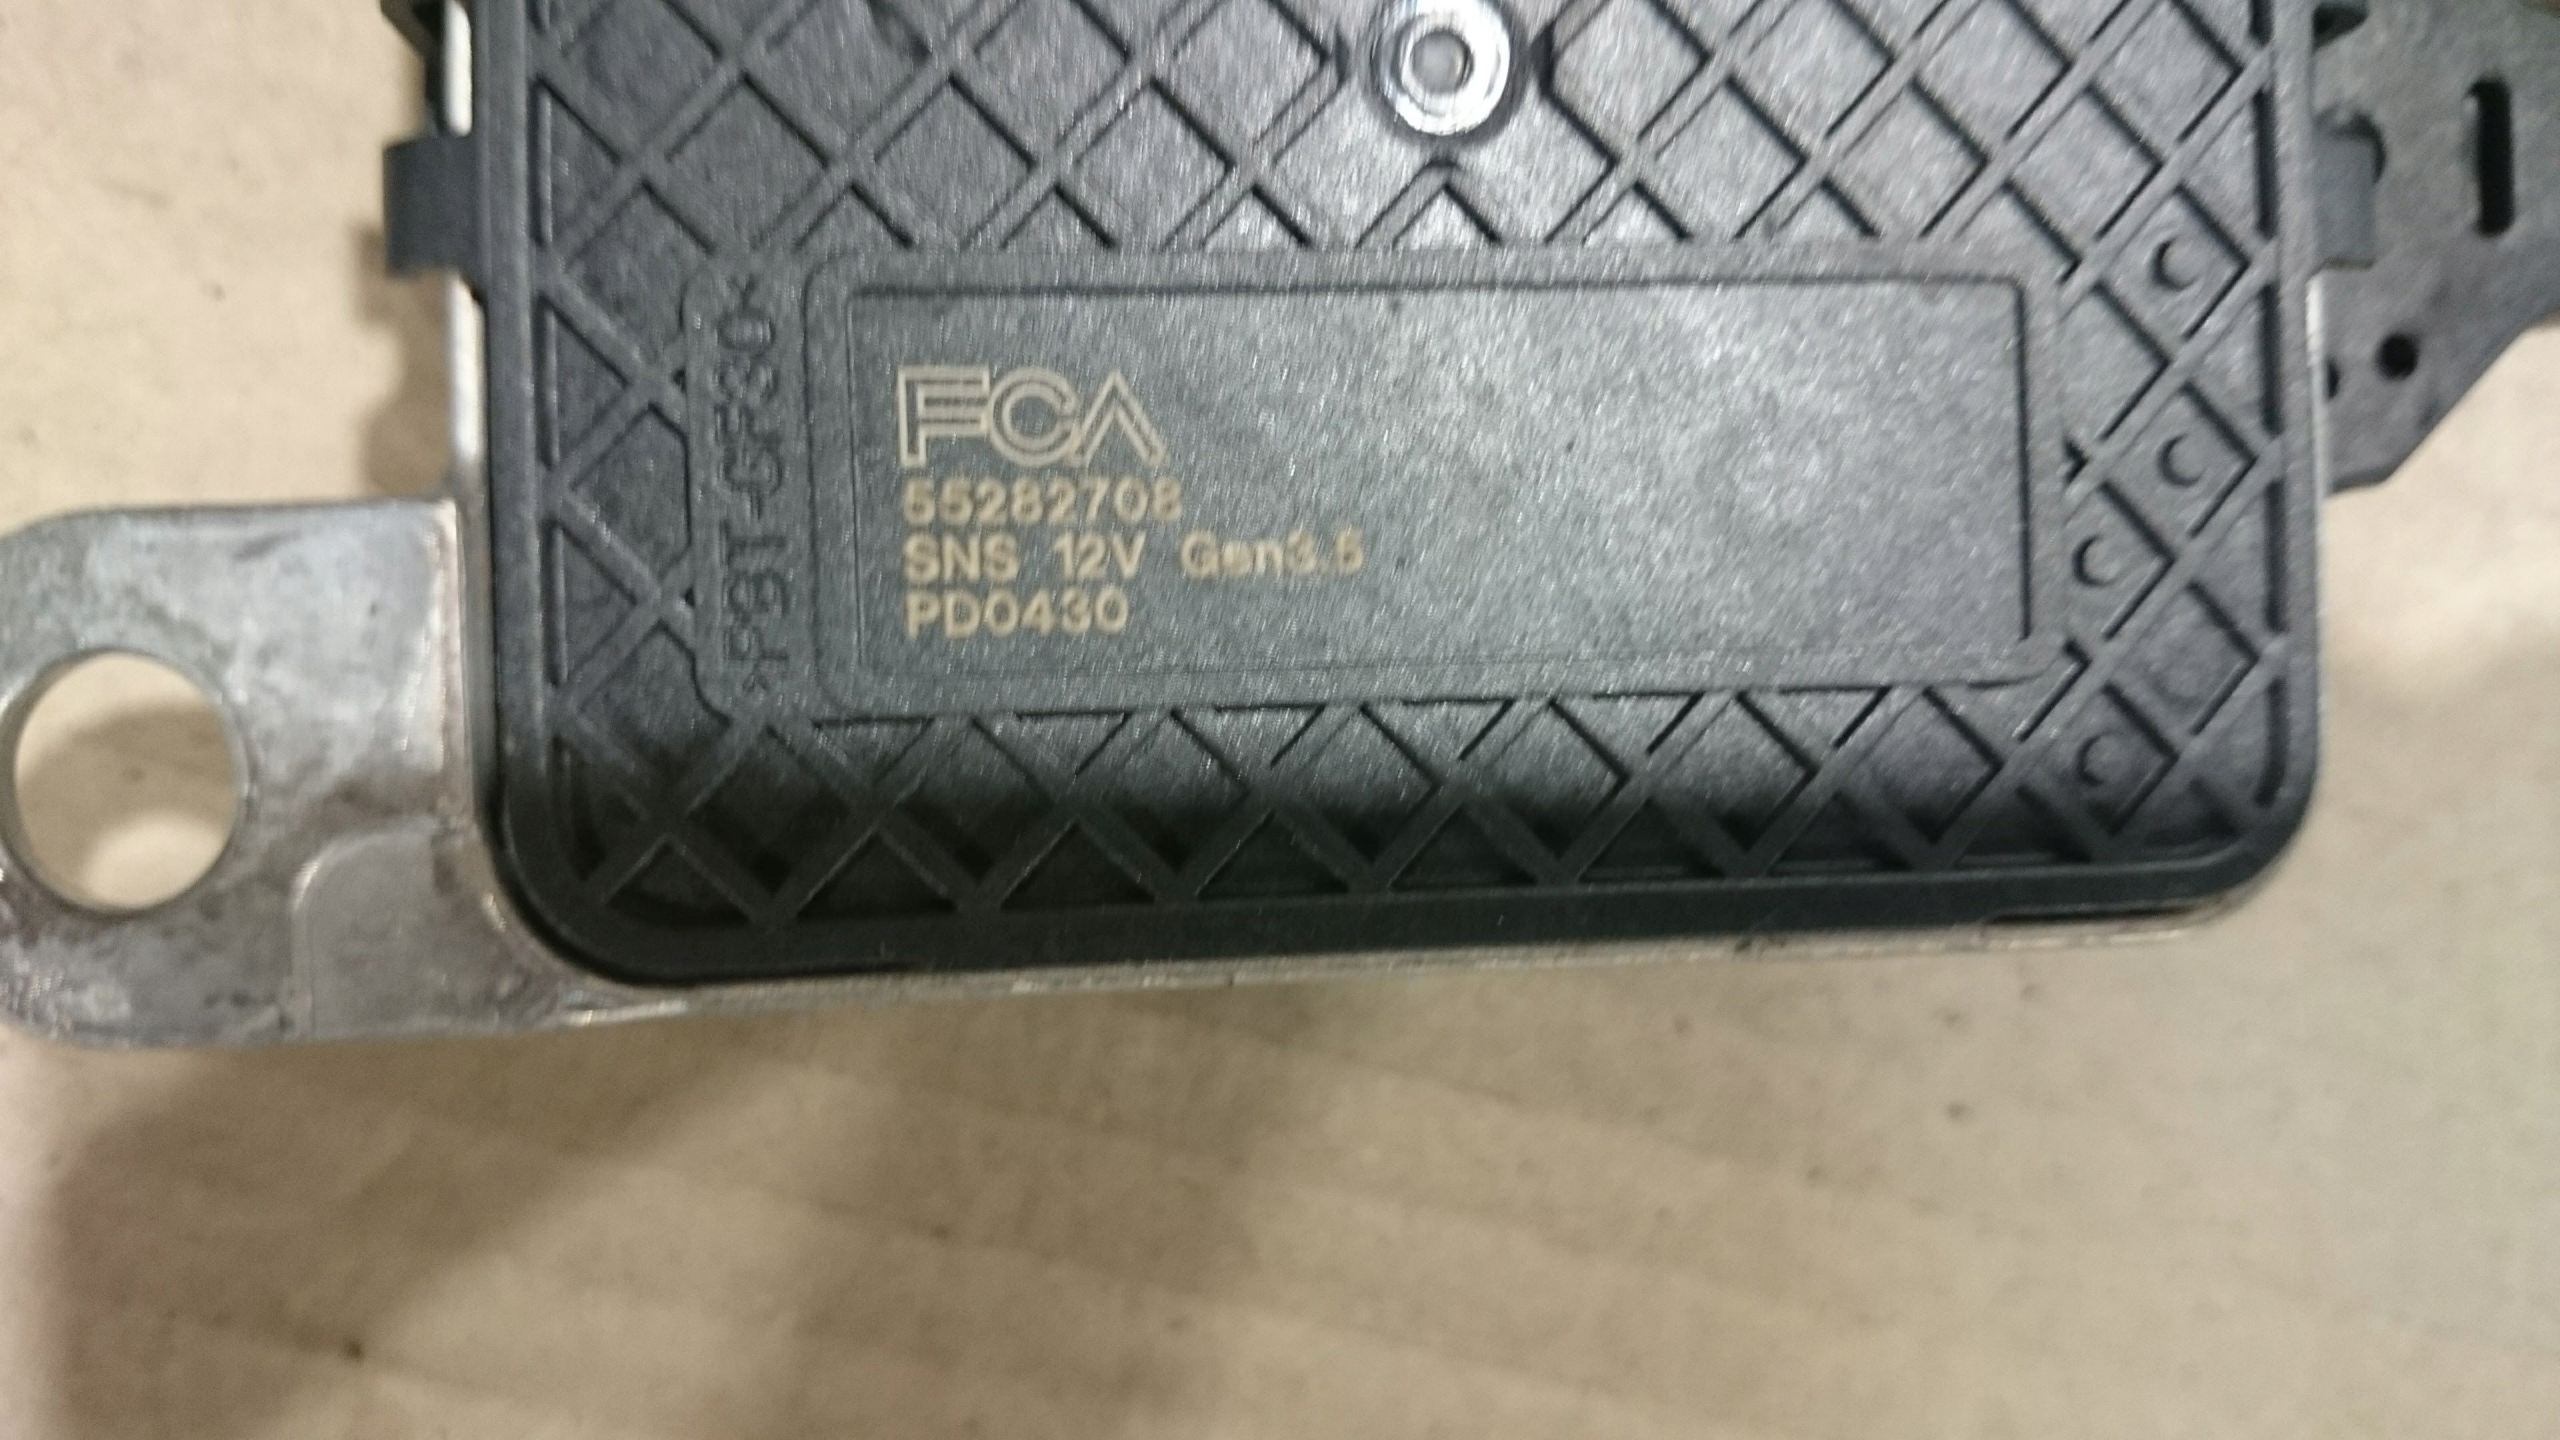 FCA
55282708
SNS 12V Gen3.5
PD0430
>PBT-GF30<